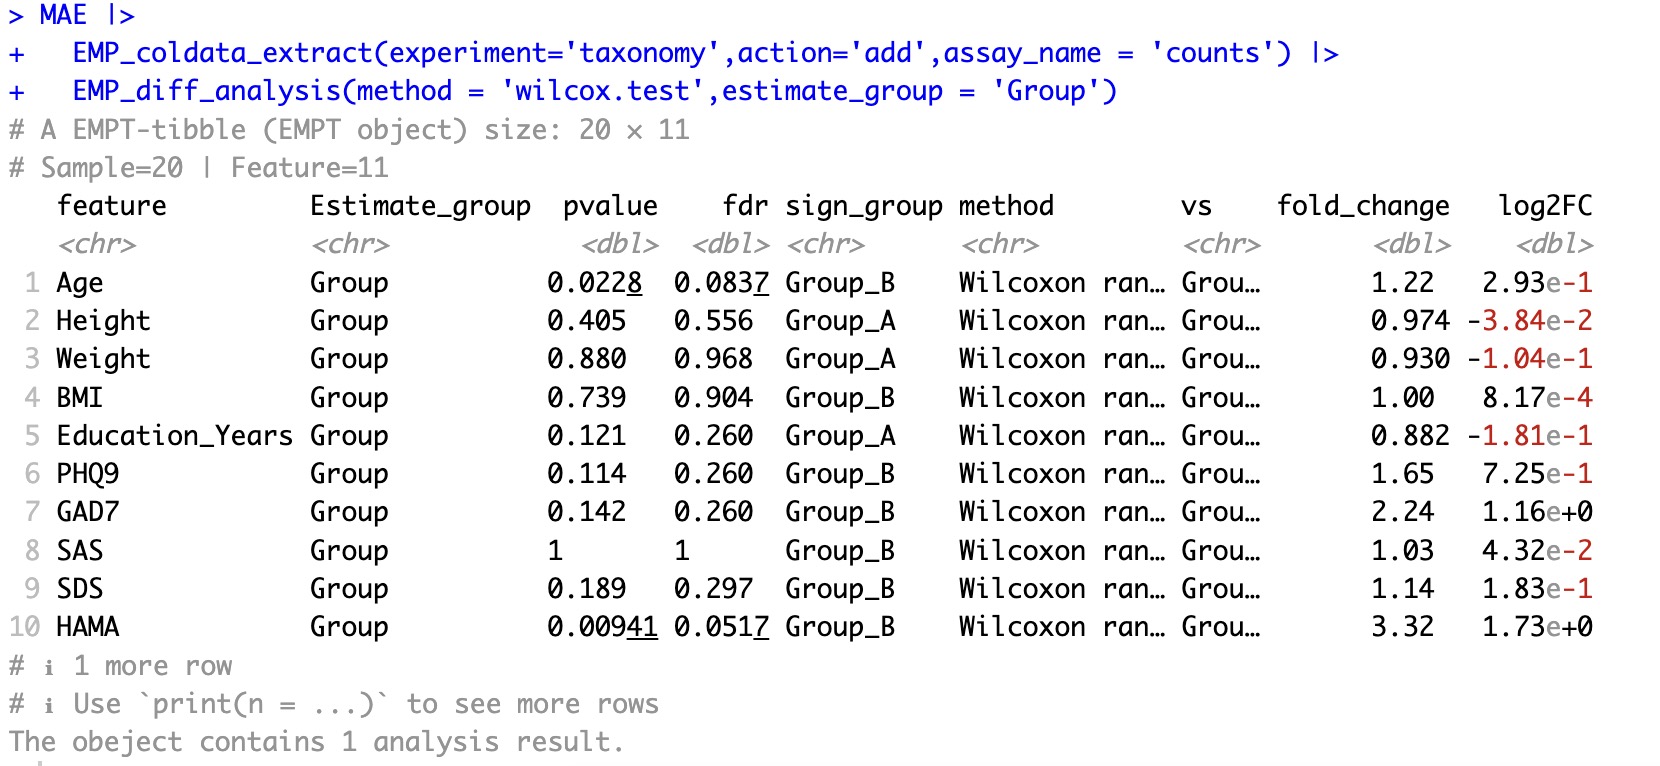 > MAE |>
+   EMP_coldata_extract(experiment='taxonomy',action='add',assay_name = 'counts') |>
+   EMP_diff_analysis(method = 'wilcox.test',estimate_group = 'Group')
# A EMPT-tibble (EMPT object) size: 20 × 11
# Sample=20 | Feature=11
   feature         Estimate_group  pvalue    fdr sign_group method        vs    fold_change   log2FC
   <chr>           <chr>            <dbl>  <dbl> <chr>      <chr>         <chr>       <dbl>    <dbl>
 1 Age             Group          0.0228  0.0837 Group_B    Wilcoxon ran… Grou…       1.22   2.93e-1
 2 Height          Group          0.405   0.556  Group_A    Wilcoxon ran… Grou…       0.974 -3.84e-2
 3 Weight          Group          0.880   0.968  Group_A    Wilcoxon ran… Grou…       0.930 -1.04e-1
 4 BMI             Group          0.739   0.904  Group_B    Wilcoxon ran… Grou…       1.00   8.17e-4
 5 Education_Years Group          0.121   0.260  Group_A    Wilcoxon ran… Grou…       0.882 -1.81e-1
 6 PHQ9            Group          0.114   0.260  Group_B    Wilcoxon ran… Grou…       1.65   7.25e-1
 7 GAD7            Group          0.142   0.260  Group_B    Wilcoxon ran… Grou…       2.24   1.16e+0
 8 SAS             Group          1       1      Group_B    Wilcoxon ran… Grou…       1.03   4.32e-2
 9 SDS             Group          0.189   0.297  Group_B    Wilcoxon ran… Grou…       1.14   1.83e-1
10 HAMA            Group          0.00941 0.0517 Group_B    Wilcoxon ran… Grou…       3.32   1.73e+0
# ℹ 1 more row
# ℹ Use `print(n = ...)` to see more rows
The obeject contains 1 analysis result.